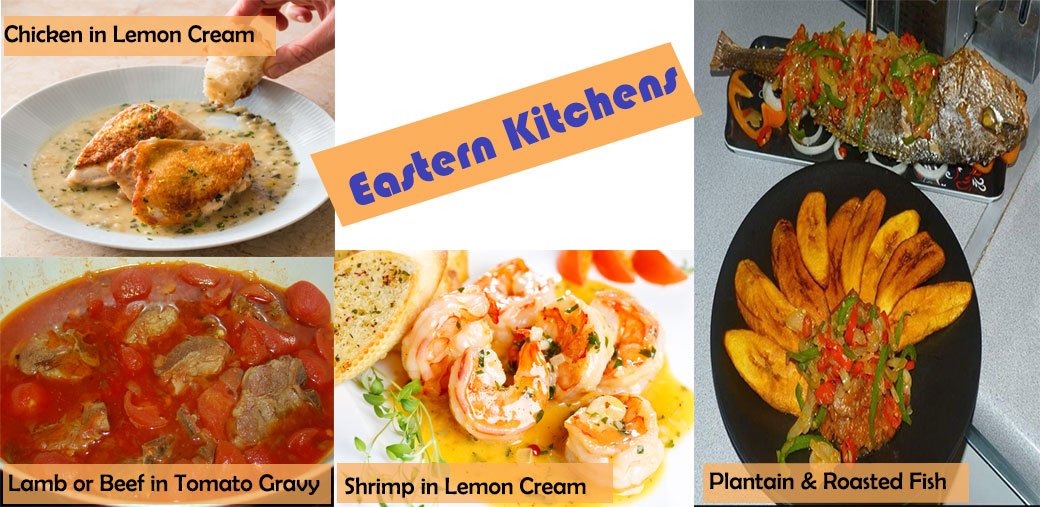 Chicken in Lemon Cream
Eastern Kitchens
Lamb or Beef in Tomato Gravy
Shrimp in Lemon Cream
Plantain & Roasted Fish